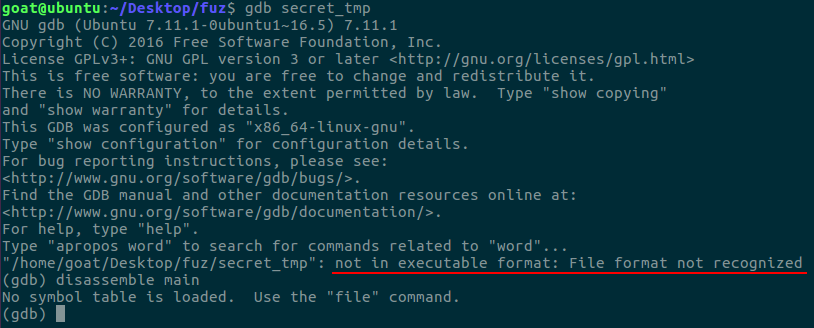 goat@ubuntu:~/Desktop/fuz$ gdb secret_tmp
GNU gdb (Ubuntu 7.11.1-0ubuntu1~16.5) 7.11.1
Copyright (C) 2016 Free Software Foundation, Inc.
License GPLv3+: GNU GPL version 3 or later <http://gnu.org/licenses/gpl.html>
This is free software: you are free to change and redistribute it.
There is NO WARRANTY, to the extent permitted by law.  Type "show copying"
and "show warranty" for details.
This GDB was configured as "x86_64-linux-gnu".
Type "show configuration" for configuration details.
For bug reporting instructions, please see:
<http://www.gnu.org/software/gdb/bugs/>.
Find the GDB manual and other documentation resources online at:
<http://www.gnu.org/software/gdb/documentation/>.
For help, type "help".
Type "apropos word" to search for commands related to "word"...
"/home/goat/Desktop/fuz/secret_tmp": not in executable format: File format not recognized
(gdb) disassemble main
No symbol table is loaded.  Use the "file" command.
(gdb)